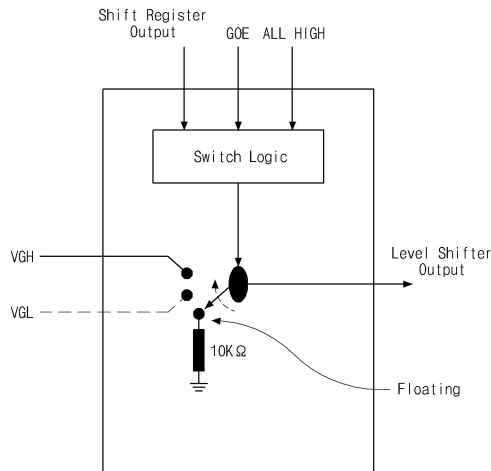 Shift Register
Output
GOE
ALL HIGH
Switch Logic
VGH
Level Shifter
Output
VGL
10KΩ
Floating